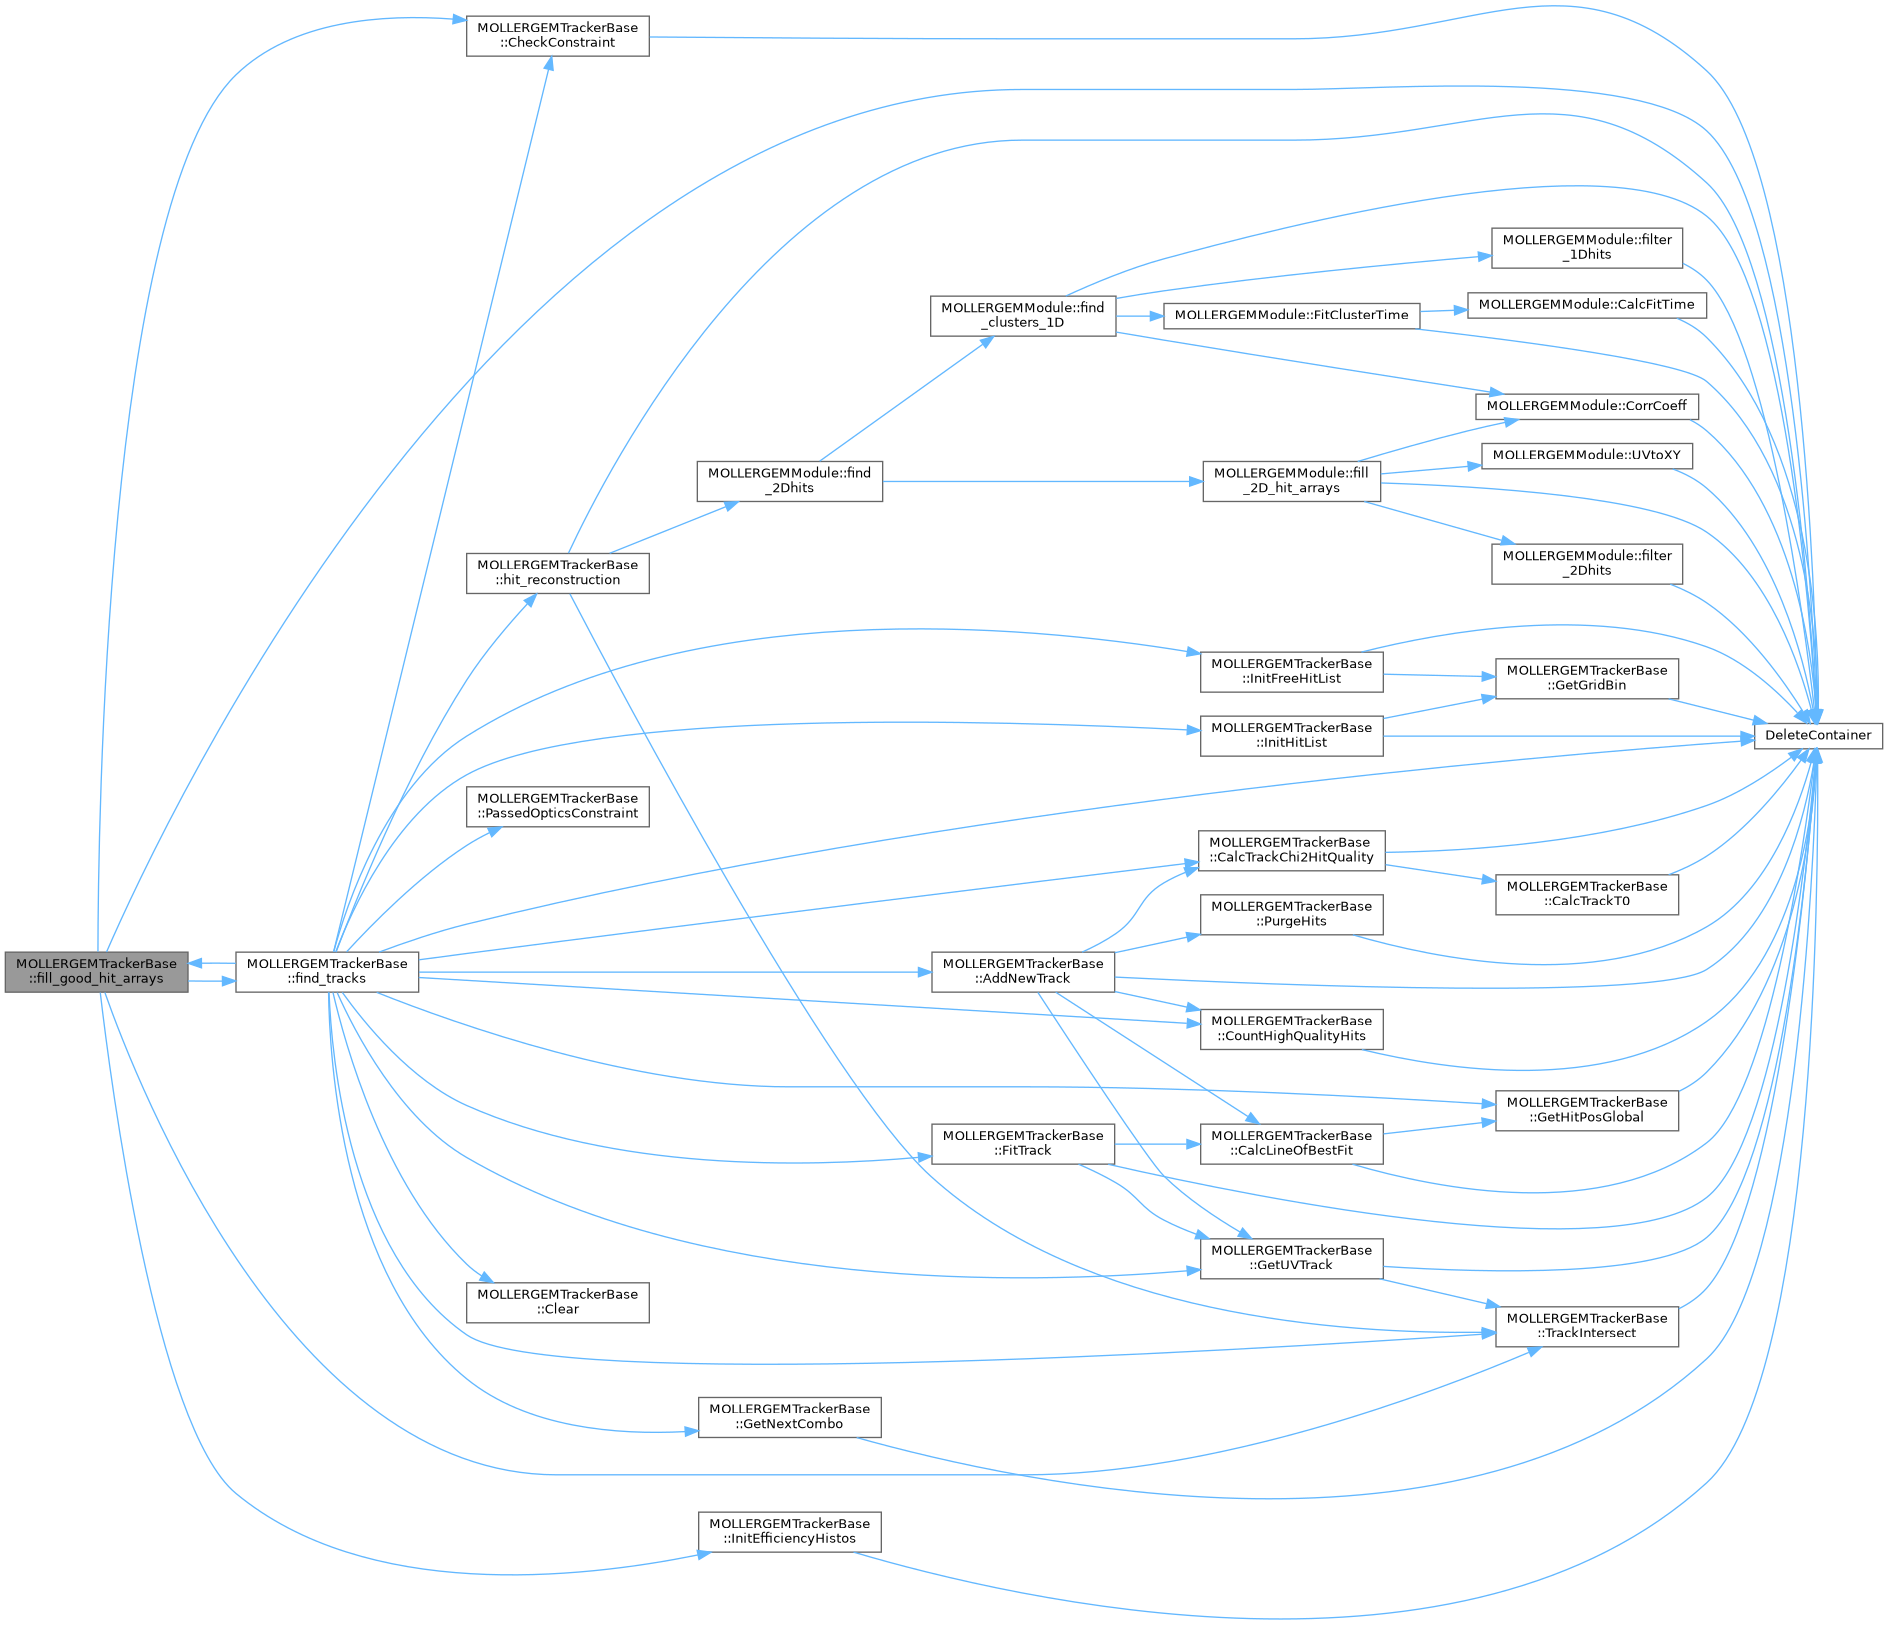 MOLLERGEMTrackerBase
::CheckConstraint
MOLLERGEMModule::filter
_1Dhits
MOLLERGEMModule::find
_clusters_1D
MOLLERGEMModule::FitClusterTime
MOLLERGEMModule::CalcFitTime
MOLLERGEMModule::CorrCoeff
MOLLERGEMModule::UVtoXY
MOLLERGEMModule::find
_2Dhits
MOLLERGEMModule::fill
_2D_hit_arrays
MOLLERGEMModule::filter
_2Dhits
MOLLERGEMTrackerBase
::hit_reconstruction
MOLLERGEMTrackerBase
::InitFreeHitList
MOLLERGEMTrackerBase
::GetGridBin
MOLLERGEMTrackerBase
::InitHitList
DeleteContainer
MOLLERGEMTrackerBase
::PassedOpticsConstraint
MOLLERGEMTrackerBase
::CalcTrackChi2HitQuality
MOLLERGEMTrackerBase
::CalcTrackT0
MOLLERGEMTrackerBase
::PurgeHits
MOLLERGEMTrackerBase
::fill_good_hit_arrays
MOLLERGEMTrackerBase
::find_tracks
MOLLERGEMTrackerBase
::AddNewTrack
MOLLERGEMTrackerBase
::CountHighQualityHits
MOLLERGEMTrackerBase
::GetHitPosGlobal
MOLLERGEMTrackerBase
::FitTrack
MOLLERGEMTrackerBase
::CalcLineOfBestFit
MOLLERGEMTrackerBase
::GetUVTrack
MOLLERGEMTrackerBase
::Clear
MOLLERGEMTrackerBase
::TrackIntersect
MOLLERGEMTrackerBase
::GetNextCombo
MOLLERGEMTrackerBase
::InitEfficiencyHistos